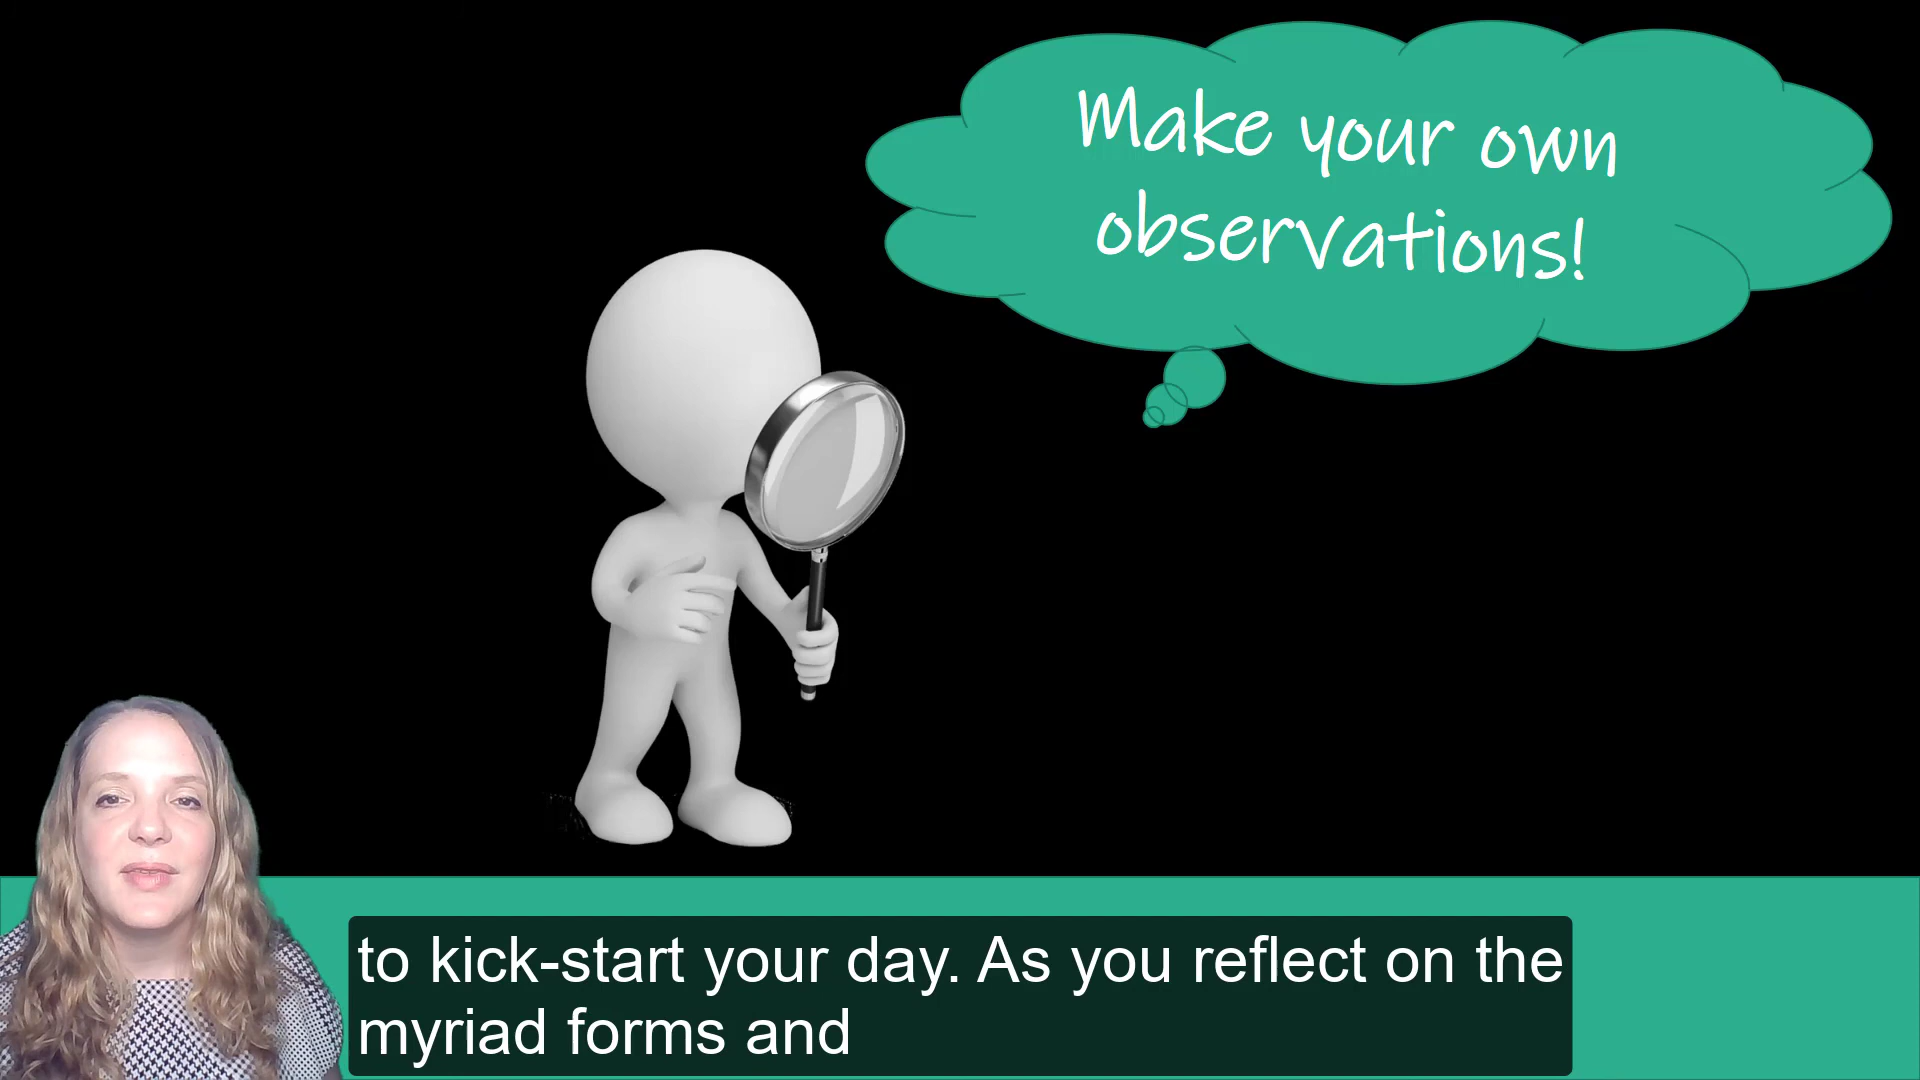 Make your own
observations!
to kick-start your day. As you reflect on the
myriad forms and